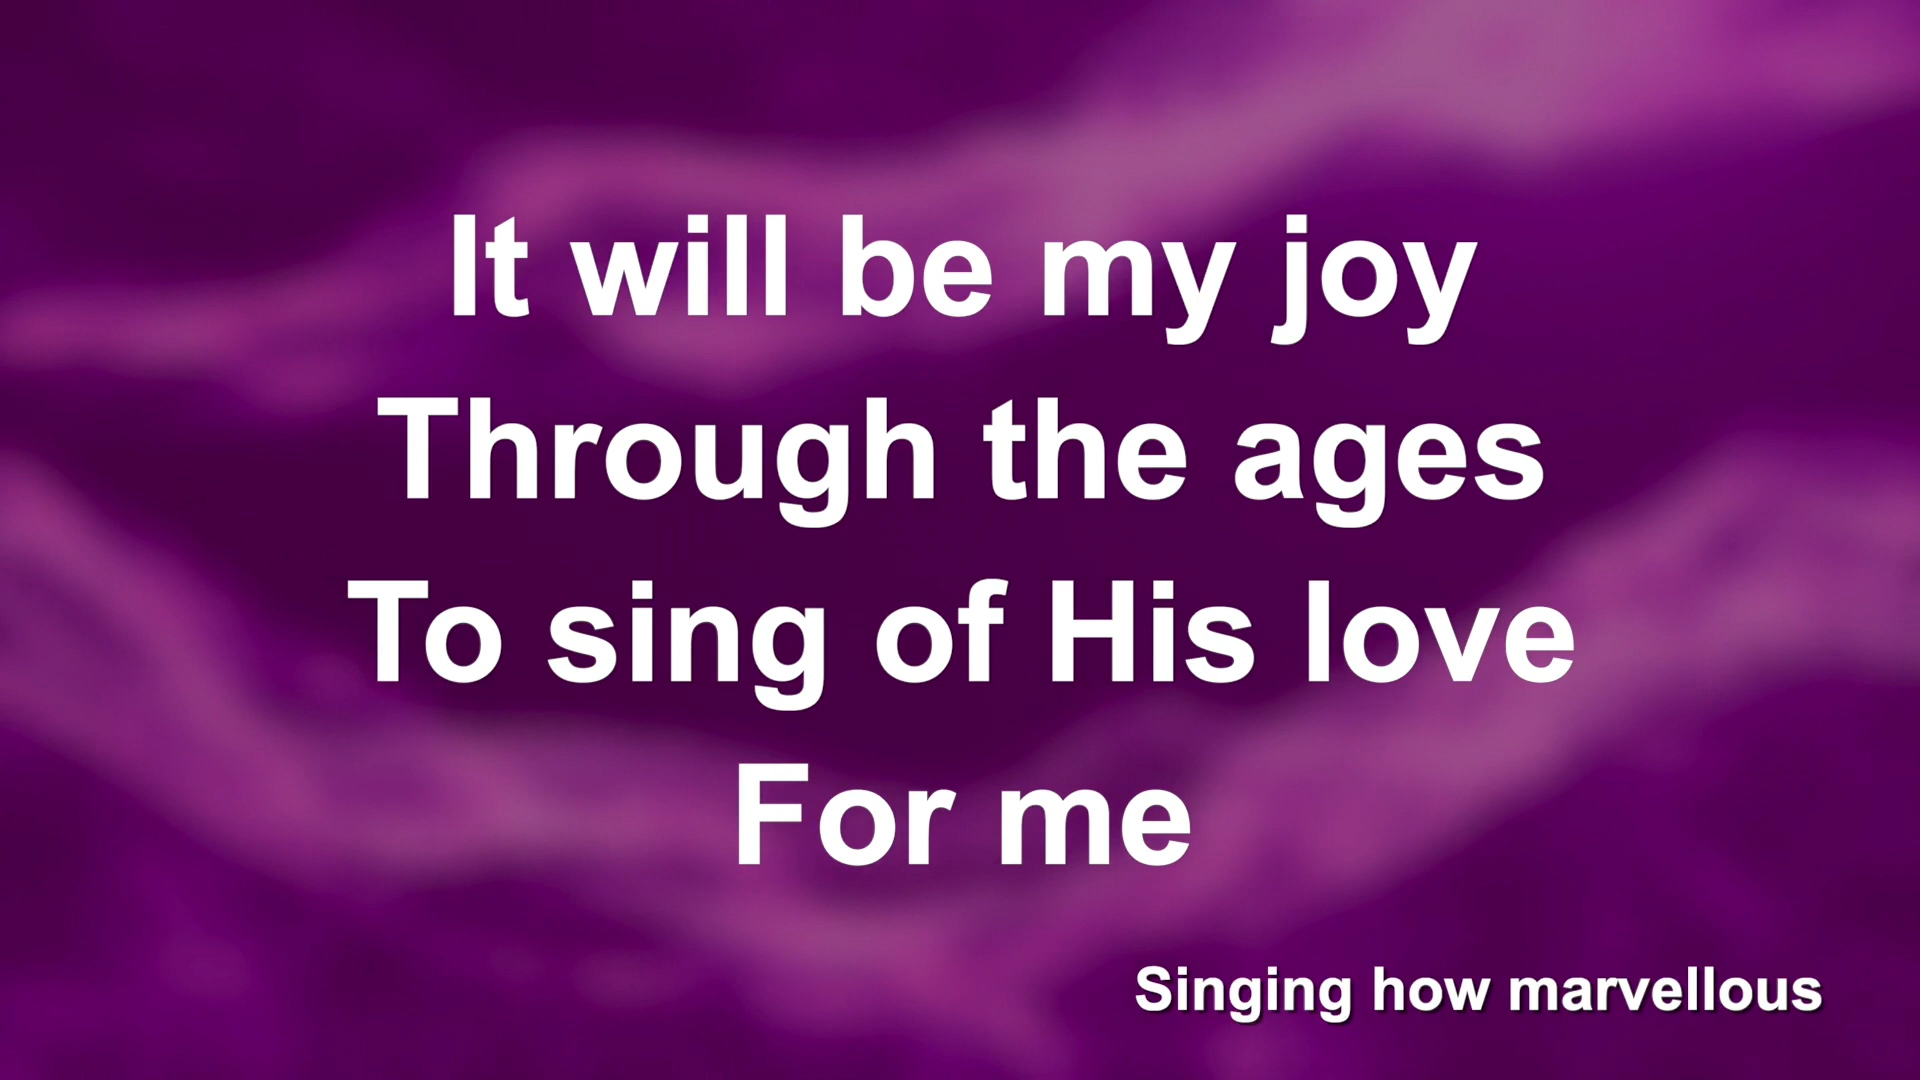 It will be my joy
Through the ages
To sing of His love
For me
Singing how marvellous